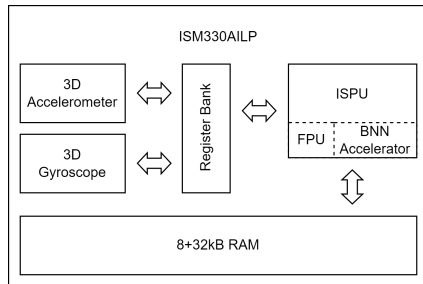 ISM330AILP
3D
Accelerometer
Register Bank
ISPU
FPU
BNN
Accelerator
3D
Gyroscope
8+32kB RAM